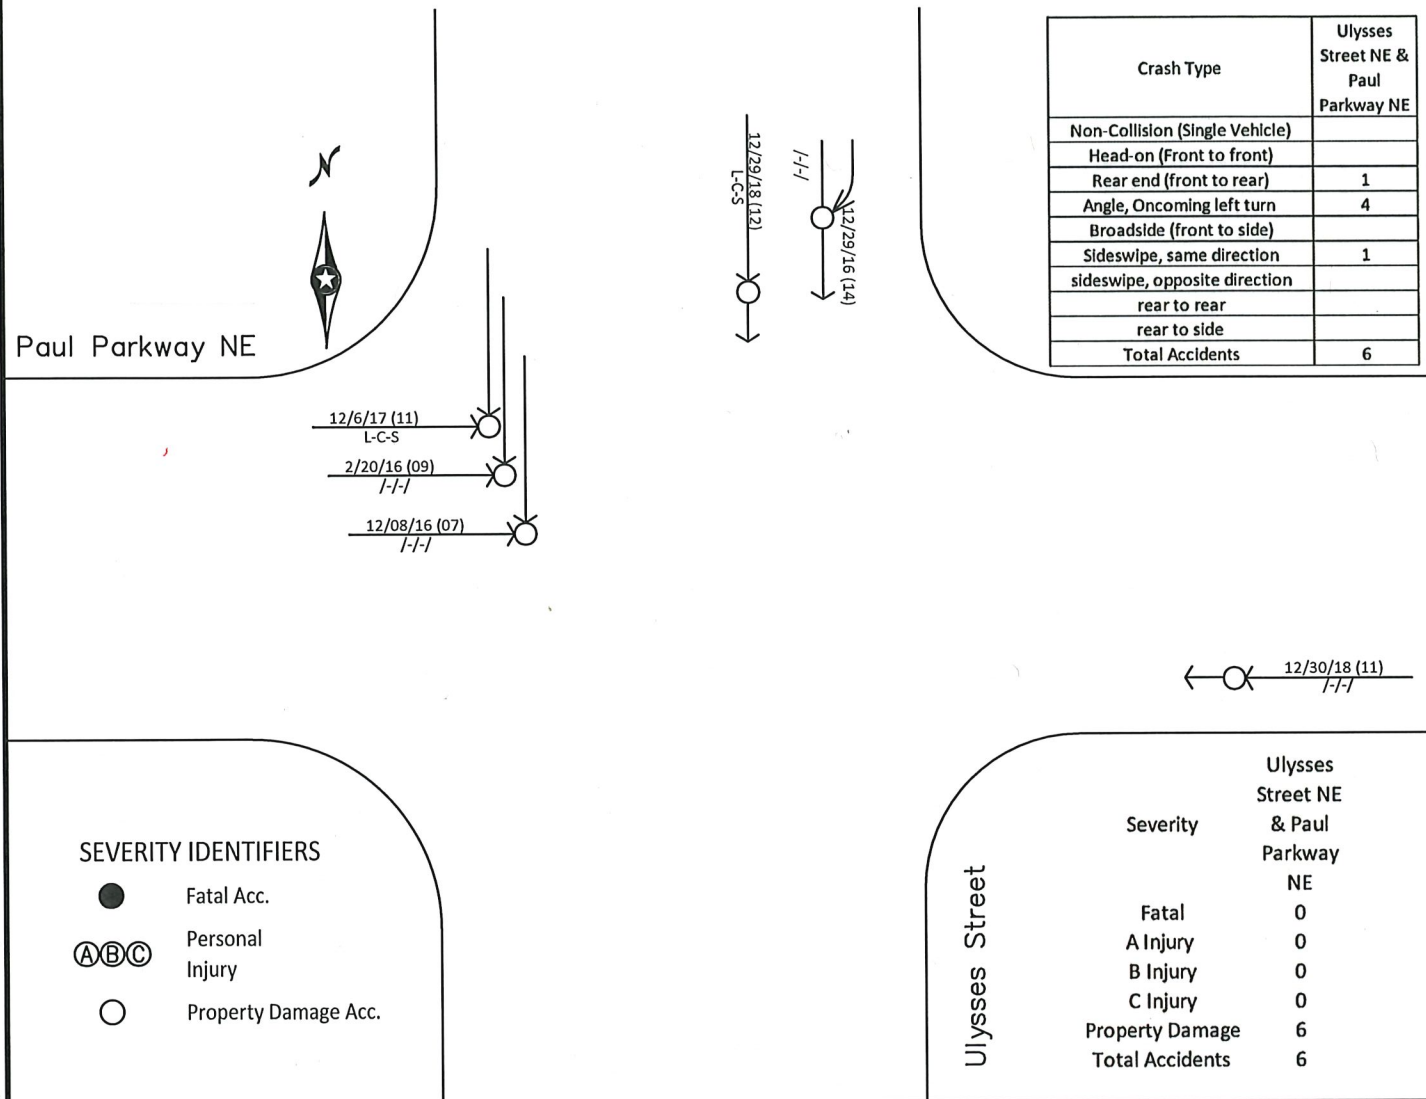 N
Paul Parkway NE
12/29/18 (12)
L-C-S
/-/-/
12/29/16 (14)
Crash Type
Ulysses
Street NE &
Paul
Parkway NE
Non-Collision (Single Vehicle)
Head-on (Front to front)
Rear end (front to rear) 1
Angle, Oncoming left turn 4
Broadside (front to side)
Sideswipe, same direction 1
sideswipe, opposite direction
rear to rear
rear to side
Total Accidents 6
12/6/17 (11)
L-C-S
2/20/16 (09)
/-/-/
12/08/16 (07)
/-/-/
12/30/18 (11)
/-/-/
SEVERITY IDENTIFIERS
Fatal Acc.
A B C
Personal
Injury
Property Damage Acc.
Ulysses Street
Severity
Ulysses
Street NE
& Paul
Parkway
NE
Fatal 0
A Injury 0
B Injury 0
C Injury 0
Property Damage 6
Total Accidents 6